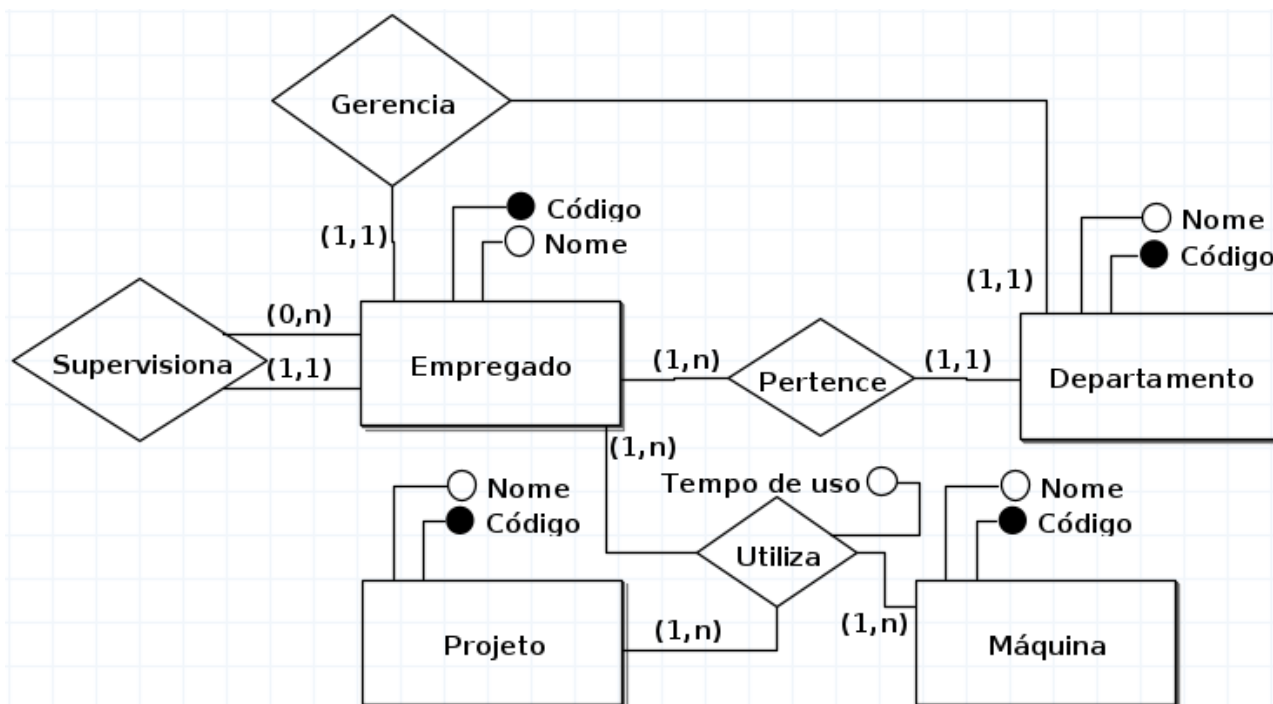 Gerencia
Código
Nome
(1,1)
Nome
Código
(1,1)
(0,n)
Supervisiona
(1,1)
Empregado
(1,n)
Pertence
(1,1)
Departamento
(1,n)
Tempo de uso
Nome
Código
Nome
Código
Utiliza
Projeto
(1,n)
(1,n)
Máquina